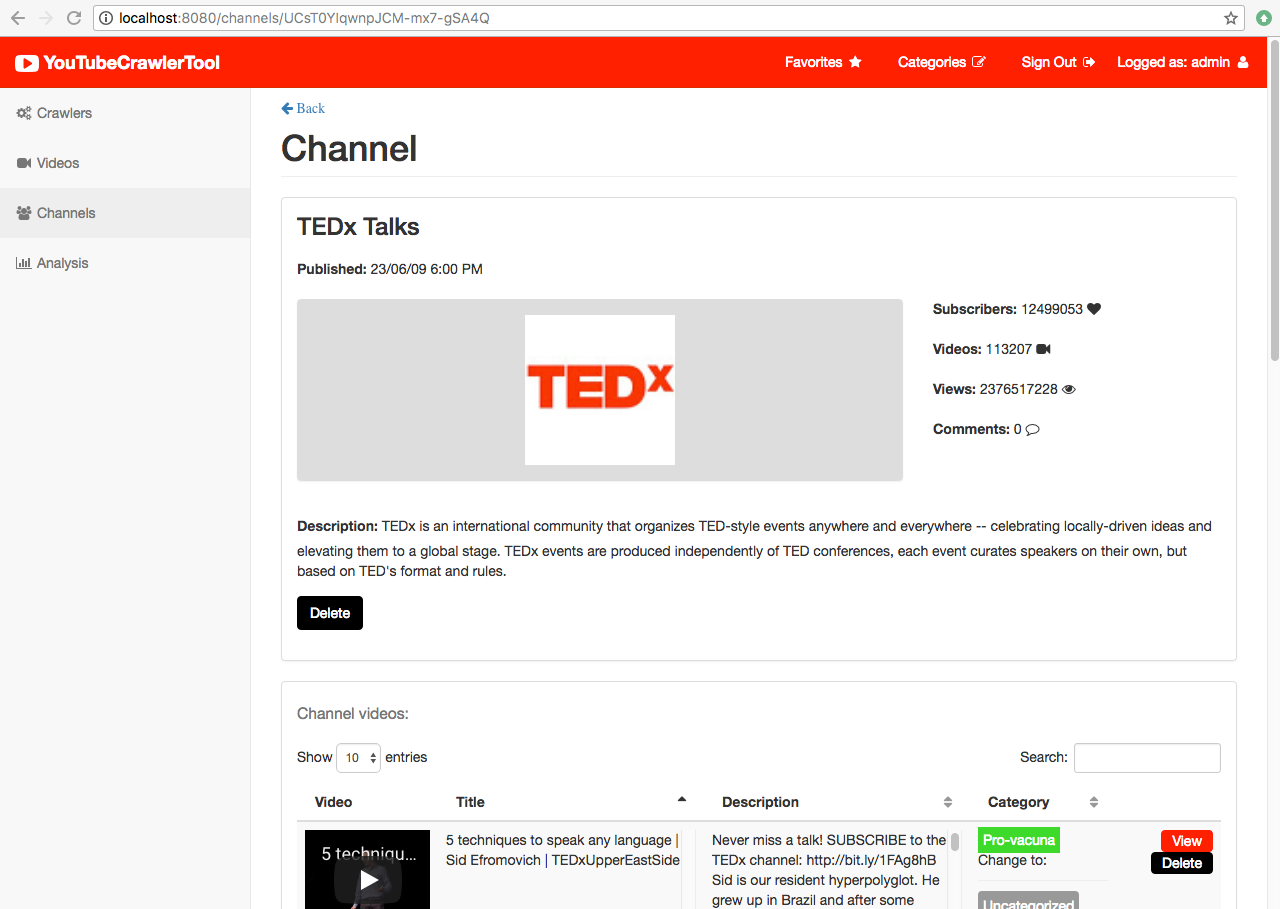 localhost:8080/channels/UCsT0YIqwnpJCM-mx7-gSA4Q
YouTubeCrawlerTool
Favorites
Categories
Sign Out
Logged as: admin
Crawlers
Videos
Channels
Analysis
Back
Channel
TEDx Talks
Published: 23/06/09 6:00 PM
TEDx
Subscribers: 12499053
Videos: 113207
Views: 2376517228
Comments: 0
Description: TEDx is an international community that organizes TED-style events anywhere and everywhere -- celebrating locally-driven ideas and
elevating them to a global stage. TEDx events are produced independently of TED conferences, each event curates speakers on their own, but
based on TED's format and rules.
Delete
Channel videos:
Show 10 entries
Search:
Video Title Description Category
5 techniqu...
5 techniques to speak any language |
Sid Efromovich | TEDxUpperEastSide
Never miss a talk! SUBSCRIBE to the
TEDx channel: http://bit.ly/1FAg8hB
Sid is our resident hyperpolyglot. He
grew up in Brazil and after some
Pro-vacuna
Change to:
Uncategorized
View
Delete